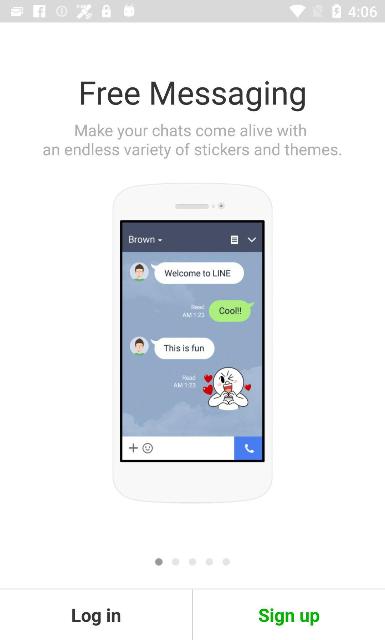 4:06
Free Messaging
Make your chats come alive with
an endless variety of stickers and themes.
Brown
Welcome to LINE
Read
AM 1:23
Cool!!
This is fun
Read
AM 1:23
Log in
Sign up